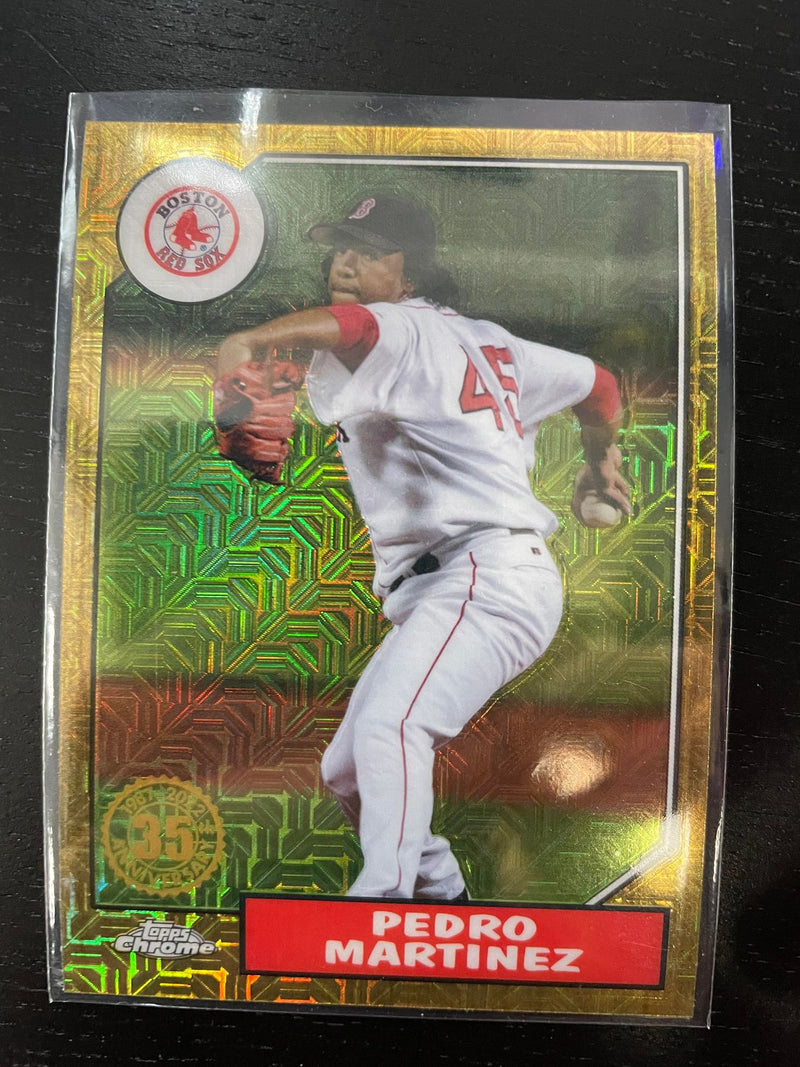 BOSTON
RED SOX
B
45
1987 2022
35
ANNIVERSARY
topps
Chrome
PEDRO
MARTINEZ